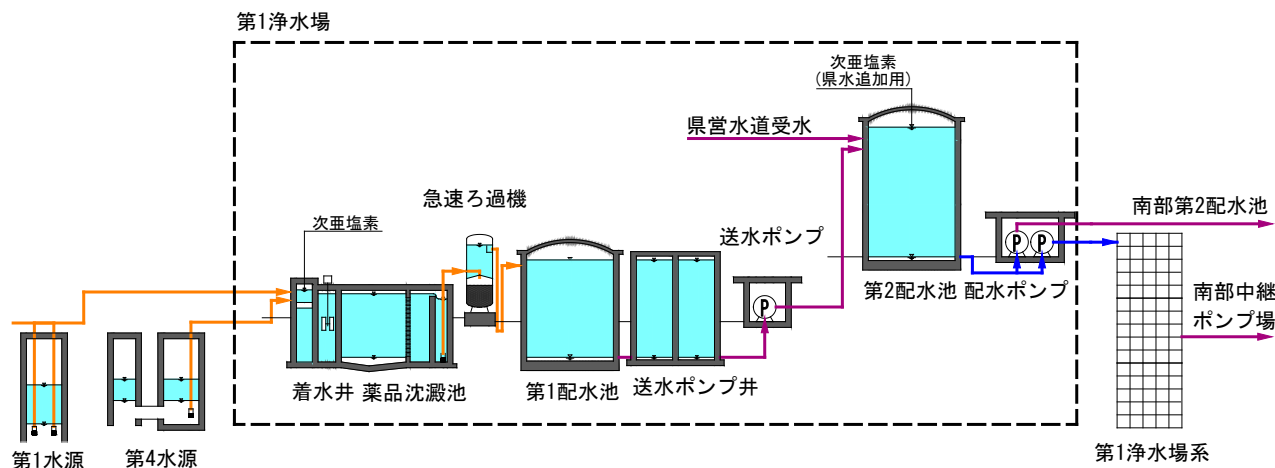 第1浄水場
次亜塩素
(県水追加用)
県営水道受水
急速ろ過機
次亜塩素
送水ポンプ
南部第2配水池
P
P
P
第2配水池
配水ポンプ
南部中継
ポンプ場
着水井
薬品沈澱池
第1配水池
送水ポンプ井
第1水源
第4水源
第1浄水場系